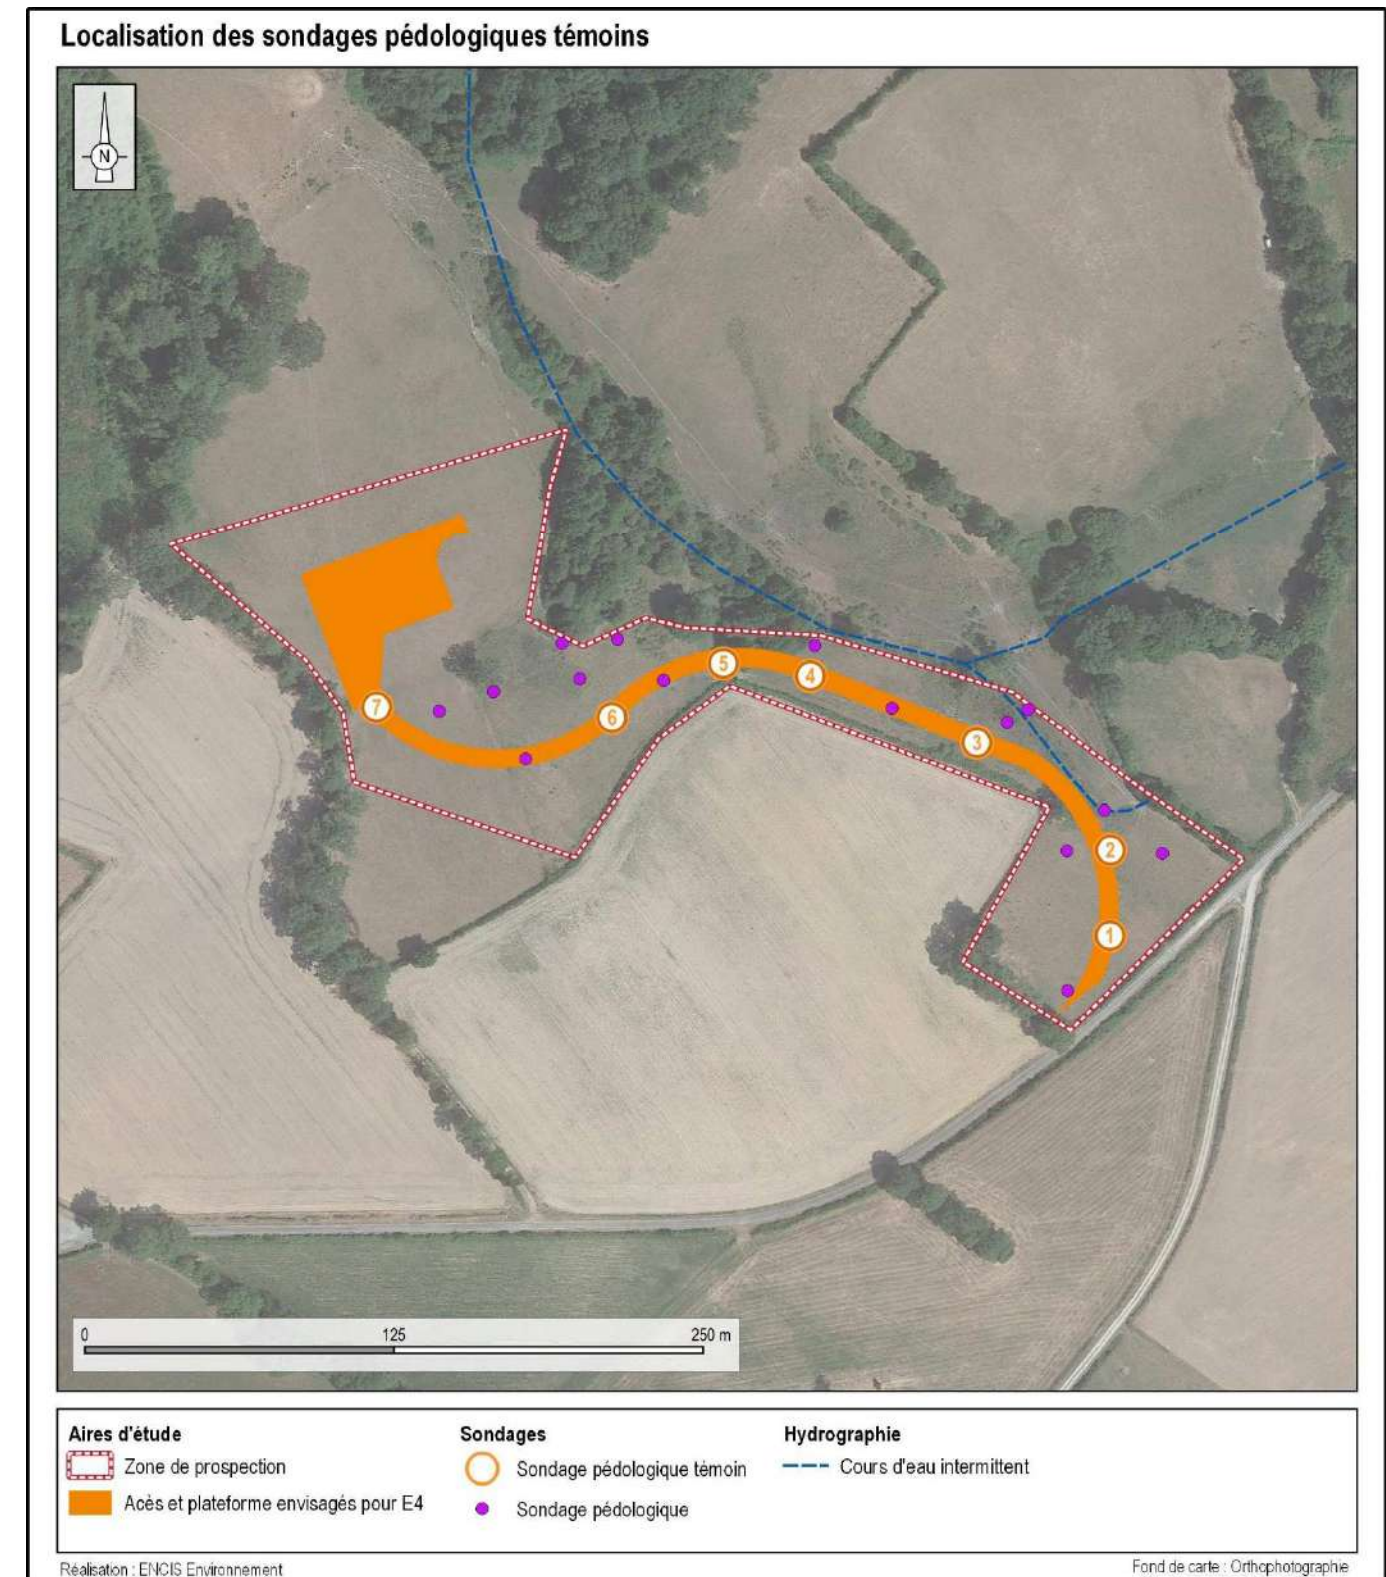 Localisation des sondages pédologiques témoins
N
5
4
7
6
3
2
1
0 125 250 m
Aires d'étude
Zone de prospection
Acès et plateforme envisagés pour E4
Sondages
Sondage pédologique témoin
Sondage pédologique
Hydrographie
Cours d'eau intermittent
Réalisation : ENCIS Environnement
Fond de carte : Orthophotographie